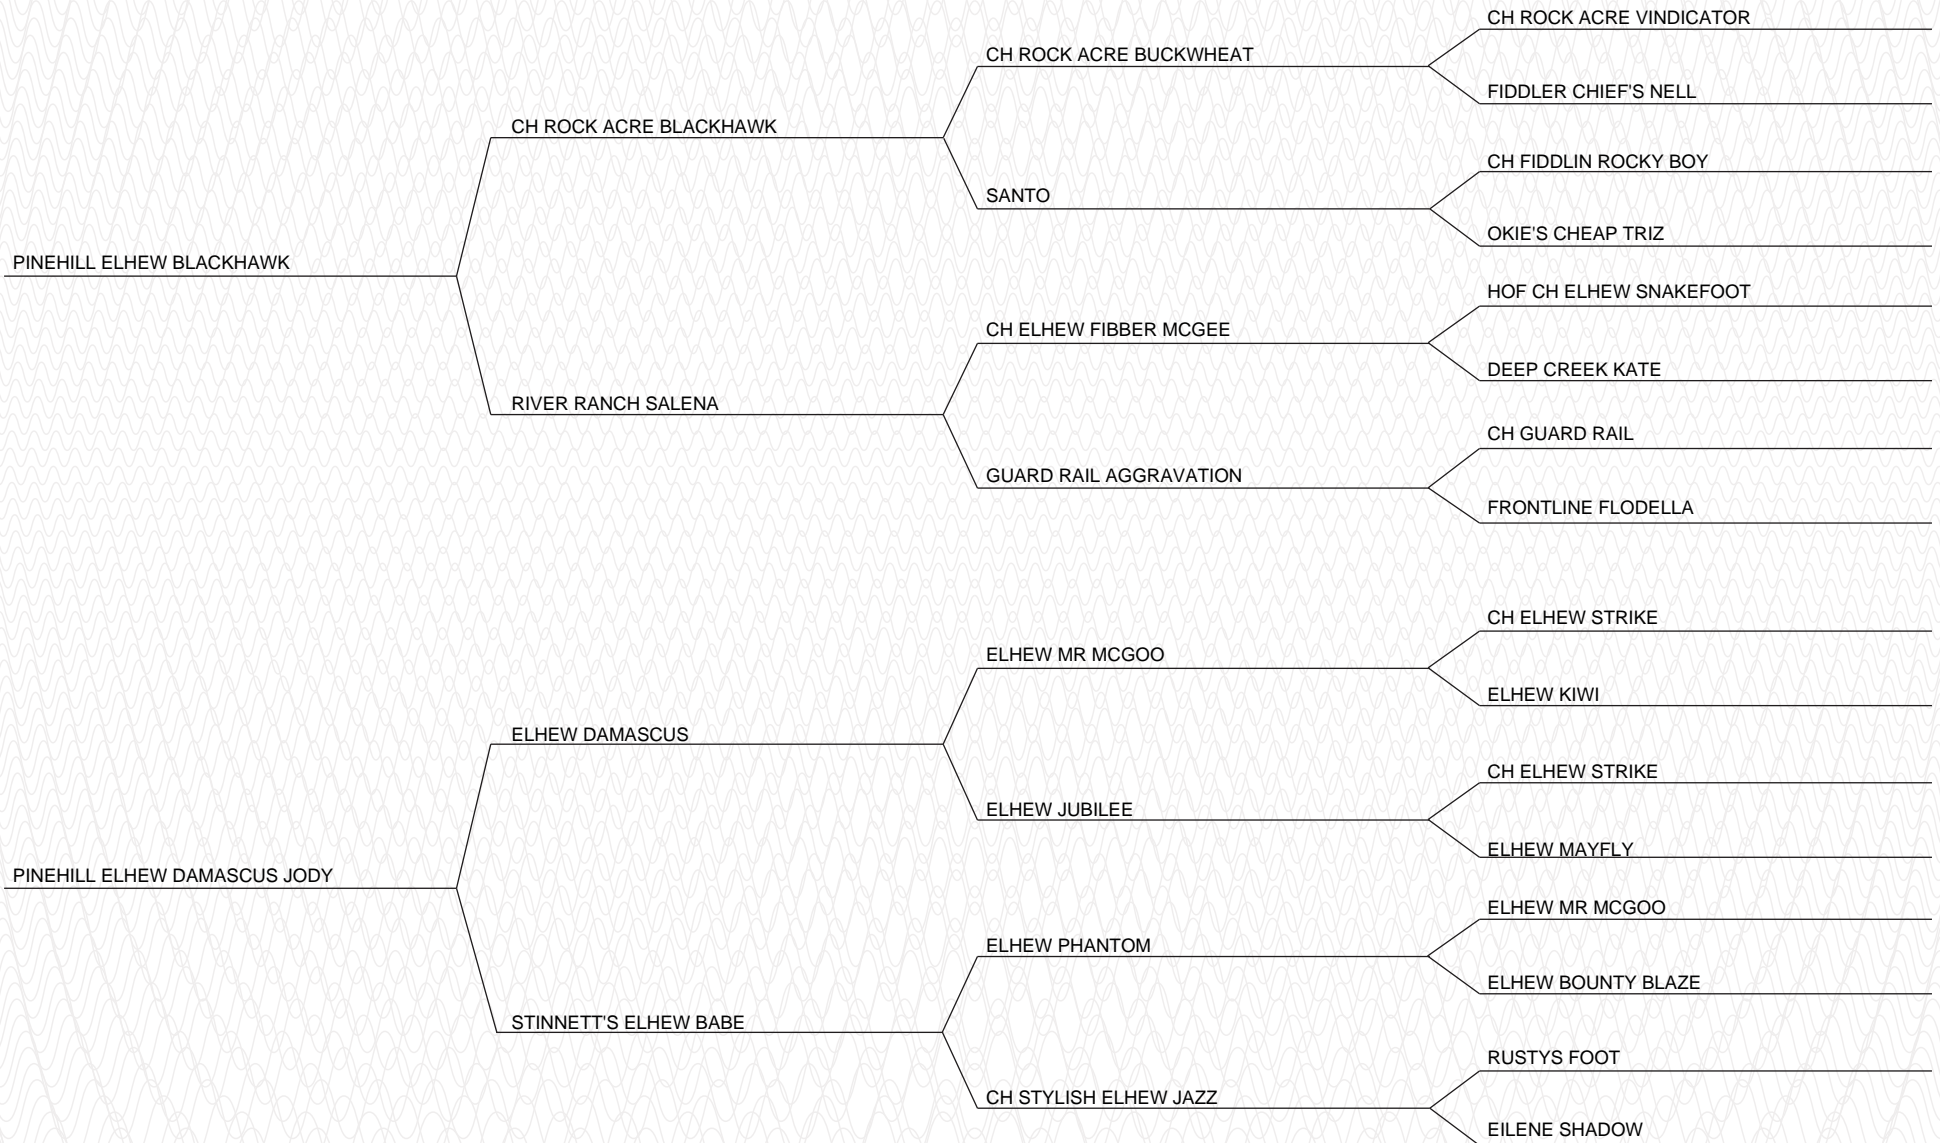 CH ROCK ACRE VINDICATOR
CH ROCK ACRE BUCKWHEAT
FIDDLER CHIEF'S NELL
CH ROCK ACRE BLACKHAWK
CH FIDDLIN ROCKY BOY
SANTO
OKIE'S CHEAP TRIZ
PINEHILL ELHEW BLACKHAWK
HOF CH ELHEW SNAKEFOOT
CH ELHEW FIBBER MCGEE
DEEP CREEK KATE
RIVER RANCH SALENA
CH GUARD RAIL
GUARD RAIL AGGRAVATION
FRONTLINE FLODELLA
CH ELHEW STRIKE
ELHEW MR MCGOO
ELHEW KIWI
ELHEW DAMASCUS
CH ELHEW STRIKE
ELHEW JUBILEE
ELHEW MAYFLY
PINEHILL ELHEW DAMASCUS JODY
ELHEW MR MCGOO
ELHEW PHANTOM
ELHEW BOUNTY BLAZE
STINNETT'S ELHEW BABE
RUSTYS FOOT
CH STYLISH ELHEW JAZZ
EILENE SHADOW